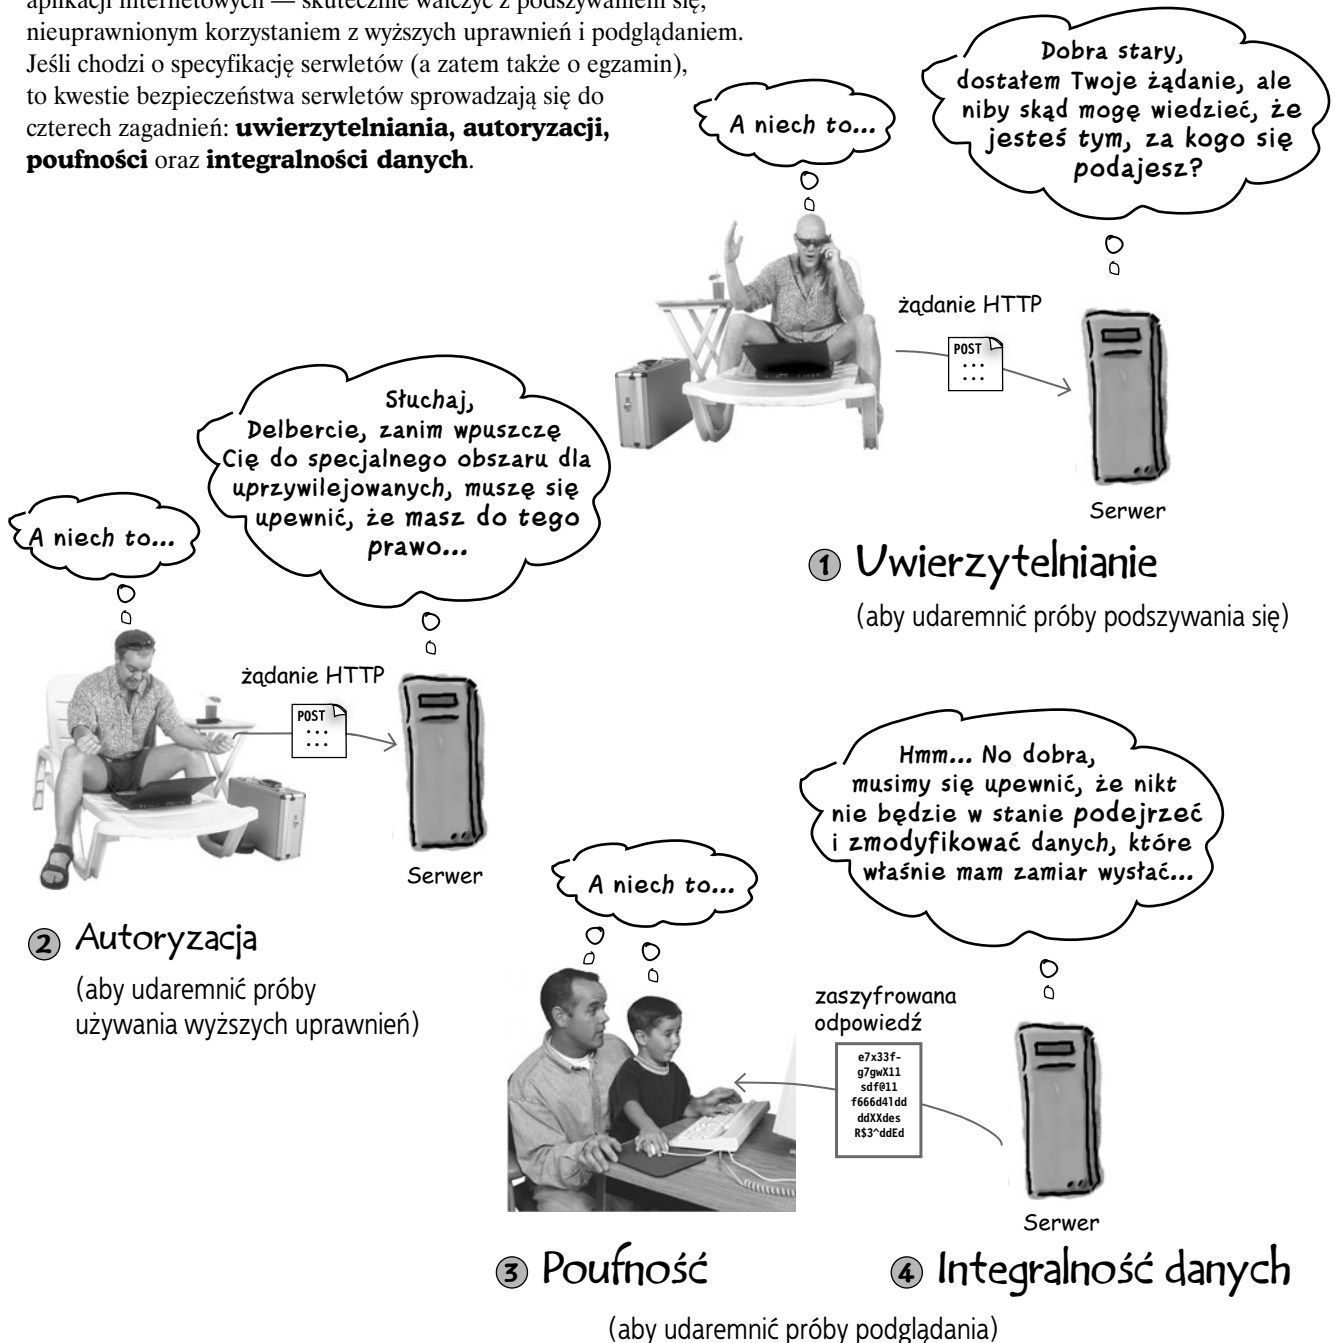 aplikacji internetowych — skutecznie walczyć z podszywaniem się,
nieuprawnionym korzystaniem z wyższych uprawnień i podglądaniem.
Jeśli chodzi o specyfikację serwletów (a zatem także o egzamin),
to kwestie bezpieczeństwa serwletów sprowadzają się do
czterech zagadnień: uwierzytelniania, autoryzacji,
poufności oraz integralności danych.
A niech to...
Dobra stary,
dostałem Twoje żądanie, ale
niby skąd mogę wiedzieć, że
jesteś tym, za kogo się
podajesz?
żądanie HTTP
POST
...
...
Serwer
1 Uwierzytelnianie
(aby udaremnić próby podszywania się)
A niech to...
Słuchaj,
Delbercie, zanim wpuszczę
Cię do specjalnego obszaru dla
uprzywilejowanych, muszę się
upewnić, że masz do tego
prawo...
żądanie HTTP
POST
...
...
Serwer
2 Autoryzacja
(aby udaremnić próby
używania wyższych uprawnień)
A niech to...
Hmm... No dobra,
musimy się upewnić, że nikt
nie będzie w stanie podejrzeć
i zmodyfikować danych, które
właśnie mam zamiar wysłać...
zaszyfrowana
odpowiedź
e7x33f-
g7gwX11
sdf@11
f666d4ldd
ddXXdes
R$3^ddEd
Serwer
3 Poufność
4 Integralność danych
(aby udaremnić próby podglądania)